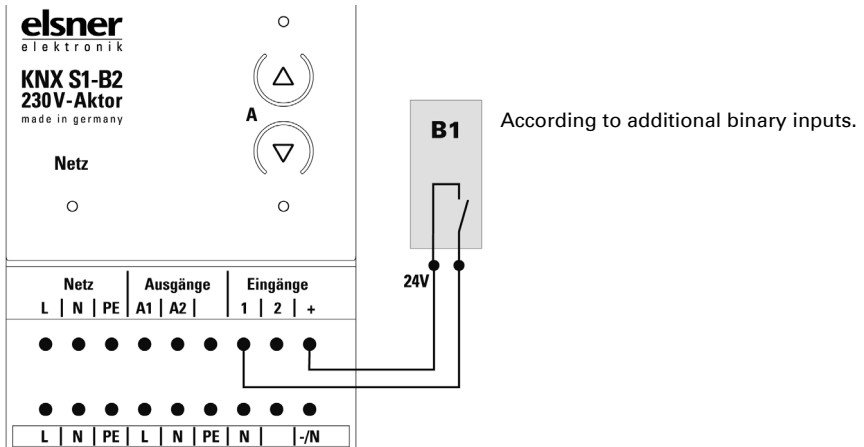 elsner
elektronik
KNX S1-B2
230V-Aktor
made in germany
A
Netz
B1
According to additional binary inputs.
24V
Netz | Ausgänge | Eingänge
L | N | PE | A1 | A2 | | 1 | 2 | +
L | N | PE | L | N | PE | N | | -/N